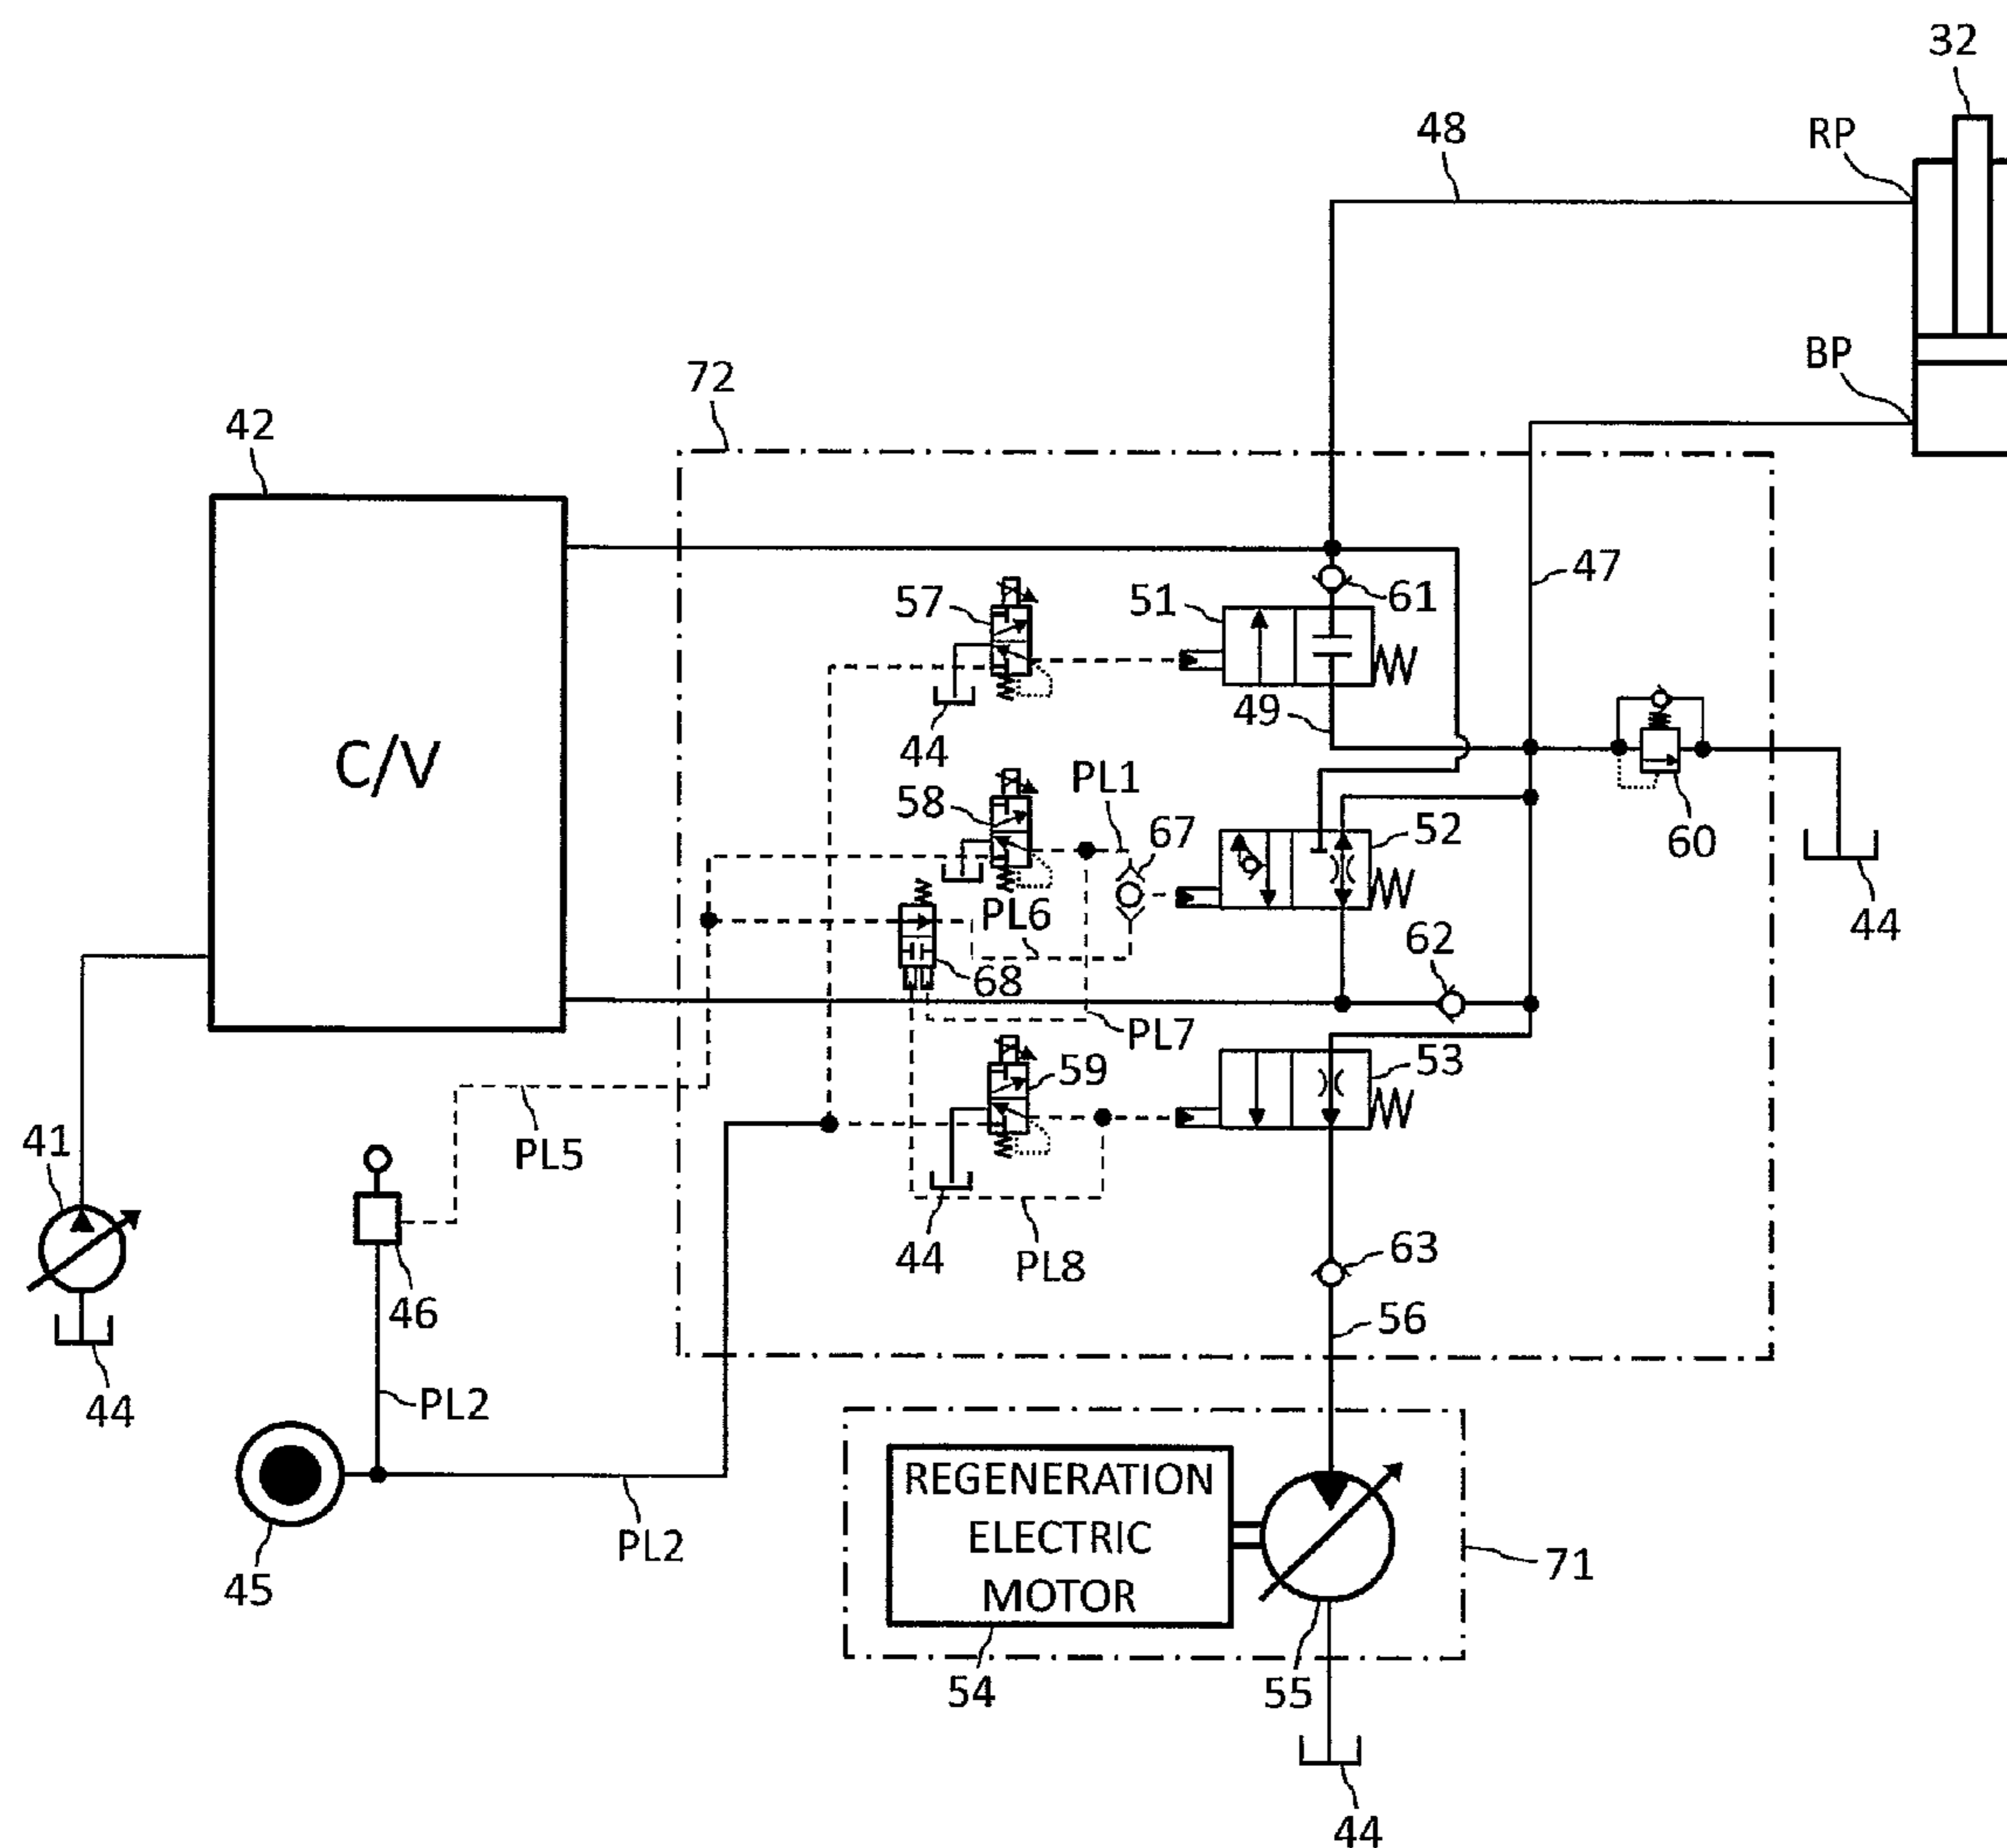 32
RP
48
BP
72
42
47
61
57
51
49
C/V
44
PL1
58
67
52
60
PL6
62
44
68
PL7
53
59
41
PL5
63
44
PL8
46
56
44
PL2
REGENERATION
ELECTRIC
MOTOR
PL2
71
45
54
55
44